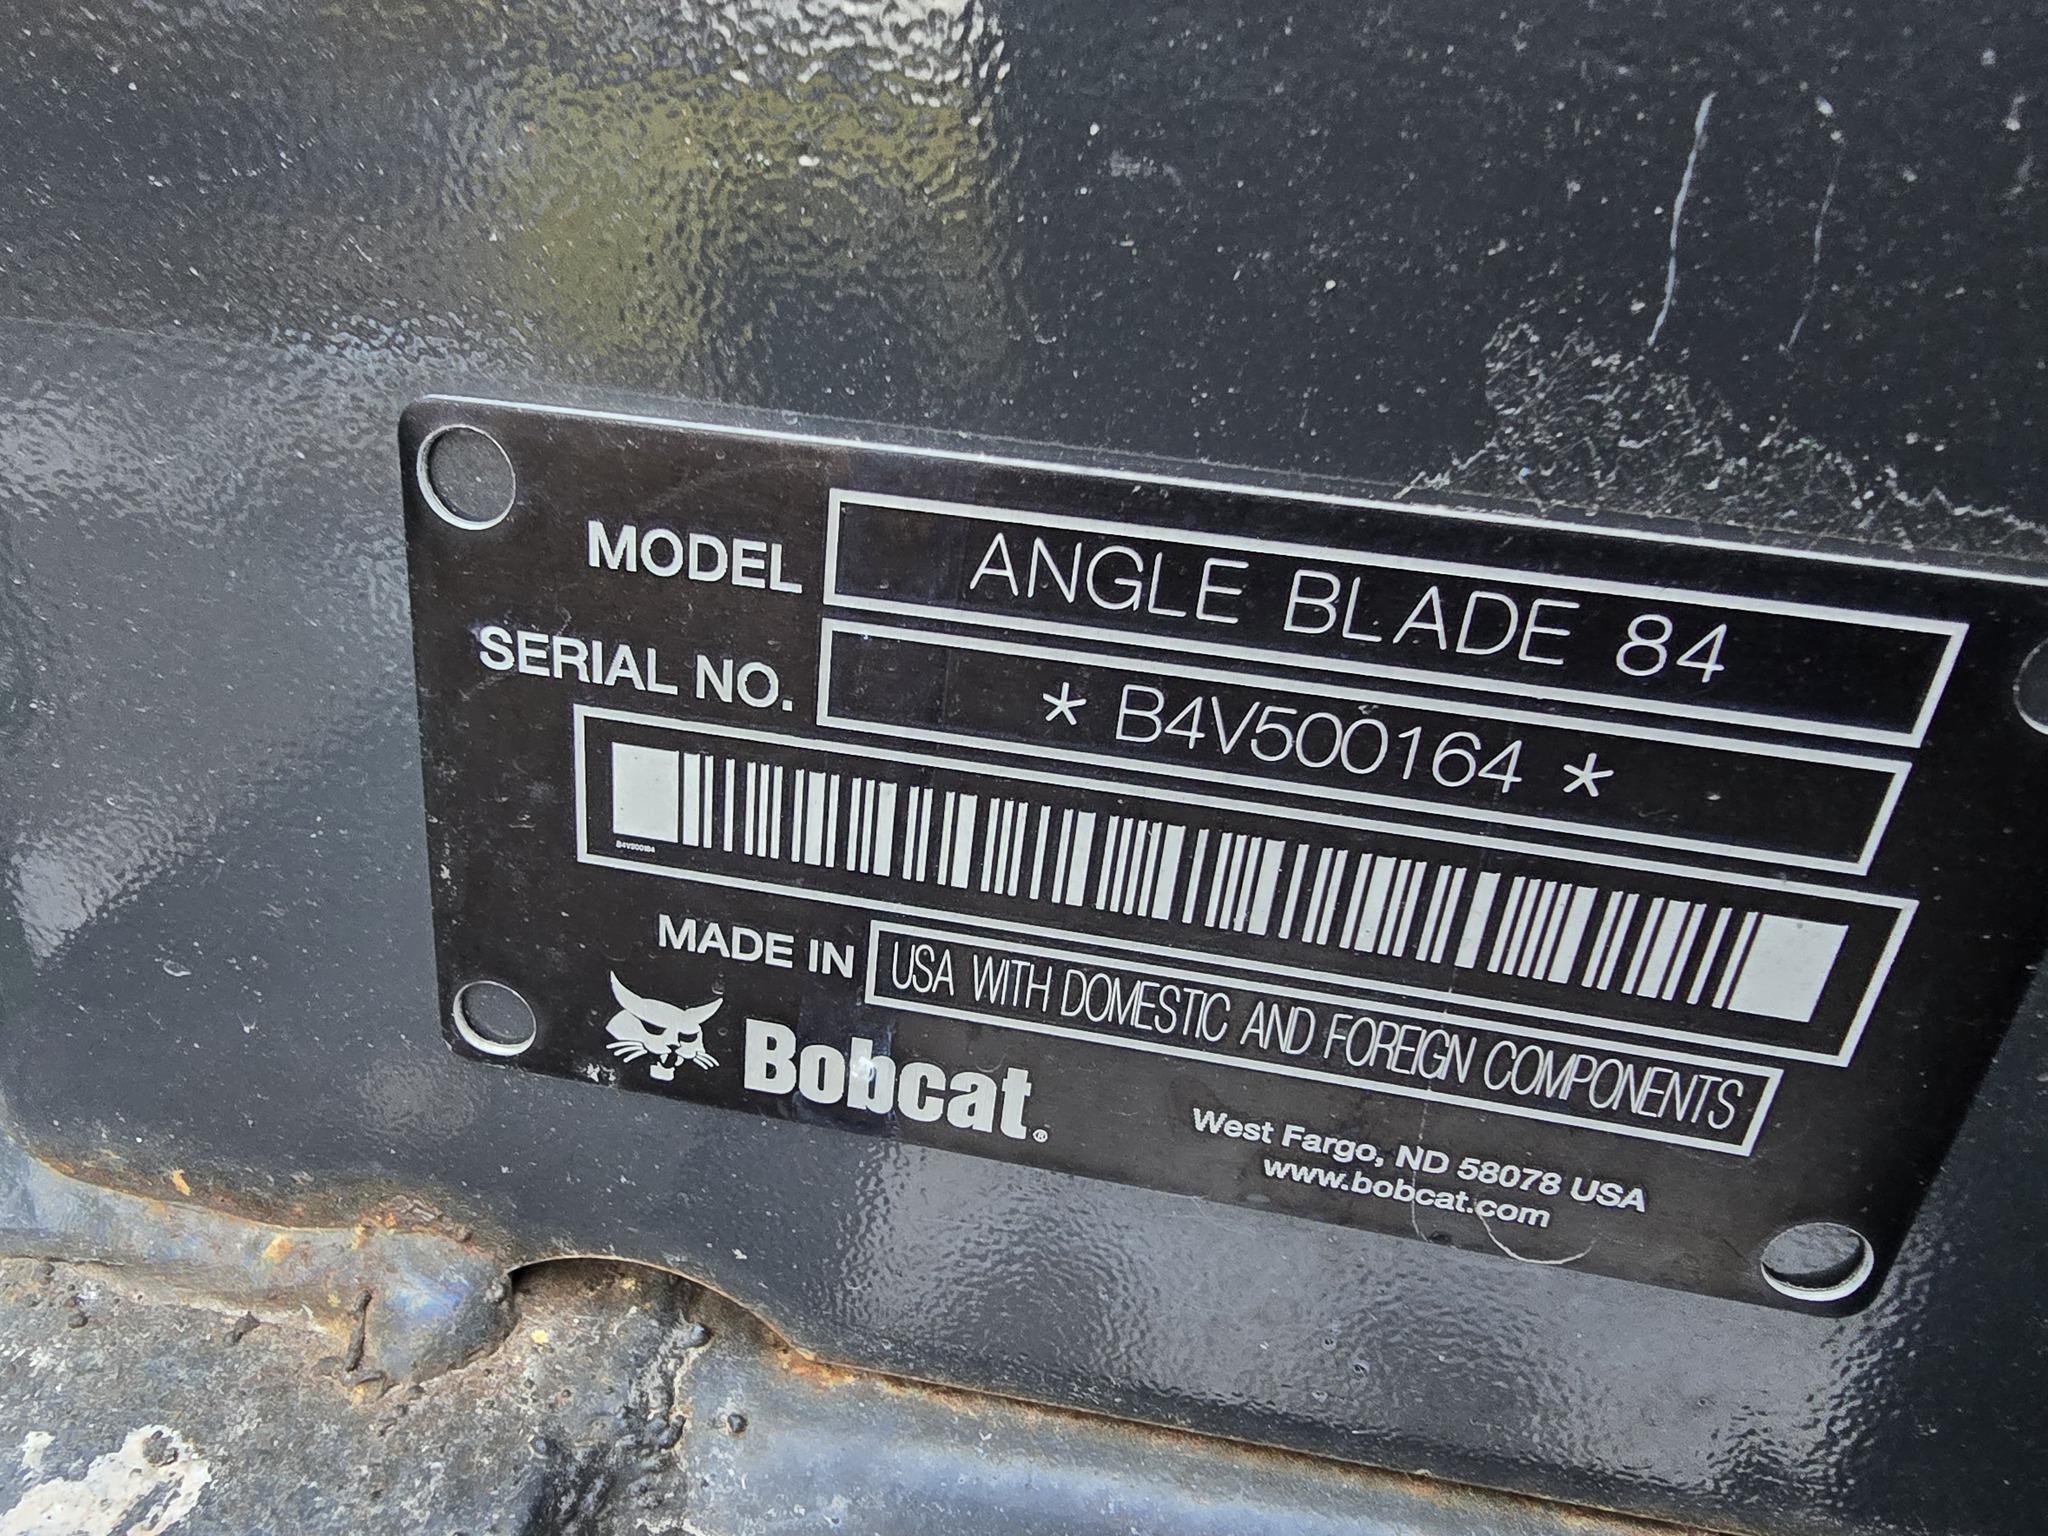 MODEL ANGLE BLADE 84
SERIAL NO. * B4V500164 *
B4V500164
MADE IN USA WITH DOMESTIC AND FOREIGN COMPONENTS
Bobcat®
West Fargo, ND 58078 USA
www.bobcat.com